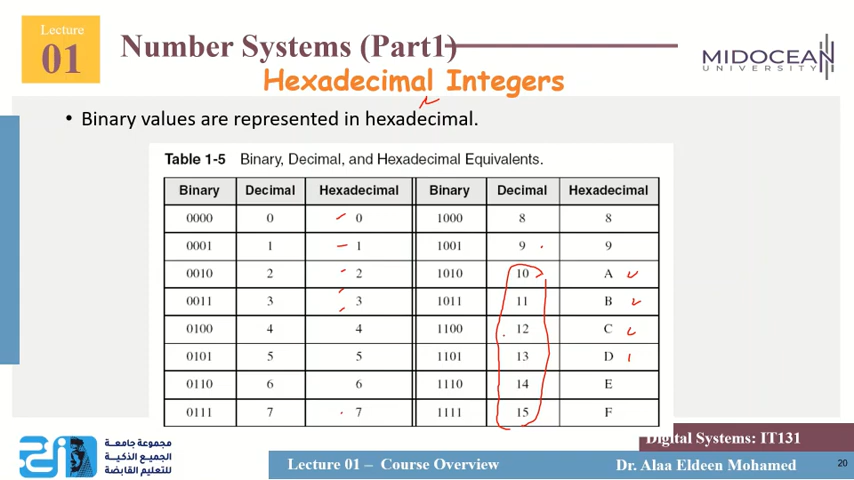 Lecture
01
Number Systems (Part1)
MIDOCEAN
UNIVERSITY
Hexadecimal Integers
• Binary values are represented in hexadecimal.
Table 1-5 Binary, Decimal, and Hexadecimal Equivalents.
Binary Decimal Hexadecimal Binary Decimal Hexadecimal
0000 0 0 1000 8 8
0001 1 1 1001 9 9
0010 2 2 1010 10 A
0011 3 3 1011 11 B
0100 4 4 1100 12 C
0101 5 5 1101 13 D
0110 6 6 1110 14 E
0111 7 7 1111 15 F
مجموعة جامعة
الجميع الذكية
للتعليم القابضة
Digital Systems: IT131
Lecture 01 – Course Overview
Dr. Alaa Eldeen Mohamed
20